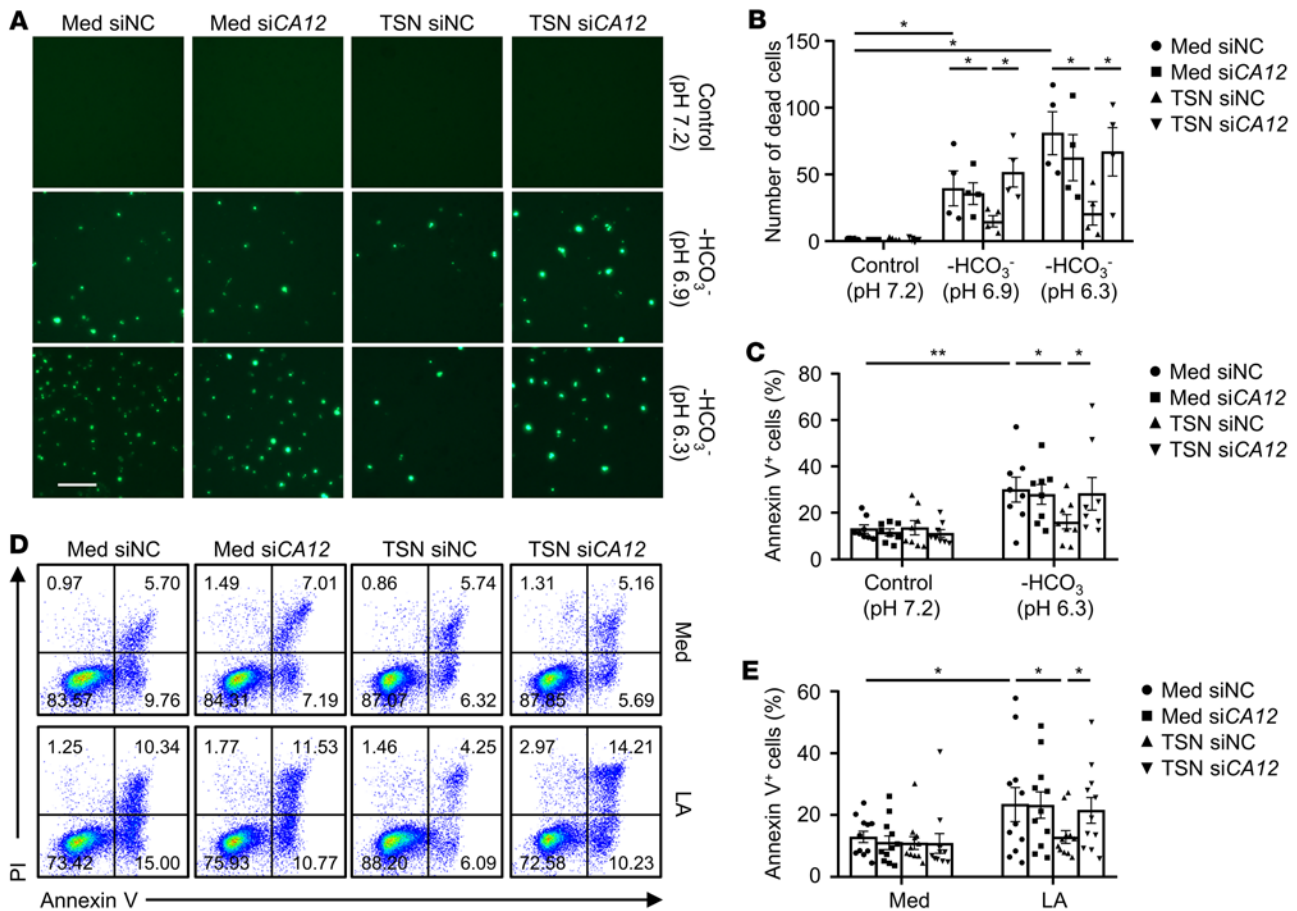 A
Med siNC Med siCA12 TSN siNC TSN siCA12
Control
(pH 7.2)
-HCO3-
(pH 6.9)
-HCO3-
(pH 6.3)
B
* * * * * *
Number of dead cells
150
100
50
0
Control
(pH 7.2)
-HCO3-
(pH 6.9)
-HCO3-
(pH 6.3)
Med siNC
Med siCA12
TSN siNC
TSN siCA12
C
** * *
Annexin V+ cells (%)
80
60
40
20
0
Control
(pH 7.2)
-HCO3
(pH 6.3)
Med siNC
Med siCA12
TSN siNC
TSN siCA12
D
Med siNC Med siCA12 TSN siNC TSN siCA12
0.97 5.70 1.49 7.01 0.86 5.74 1.31 5.16
83.57 9.76 84.31 7.19 87.07 6.32 87.85 5.69
Med
1.25 10.34 1.77 11.53 1.46 4.25 2.97 14.21
73.42 15.00 75.93 10.77 88.20 6.09 72.58 10.23
LA
PI
Annexin V
E
* * *
Annexin V+ cells (%)
60
40
20
0
Med LA
Med siNC
Med siCA12
TSN siNC
TSN siCA12